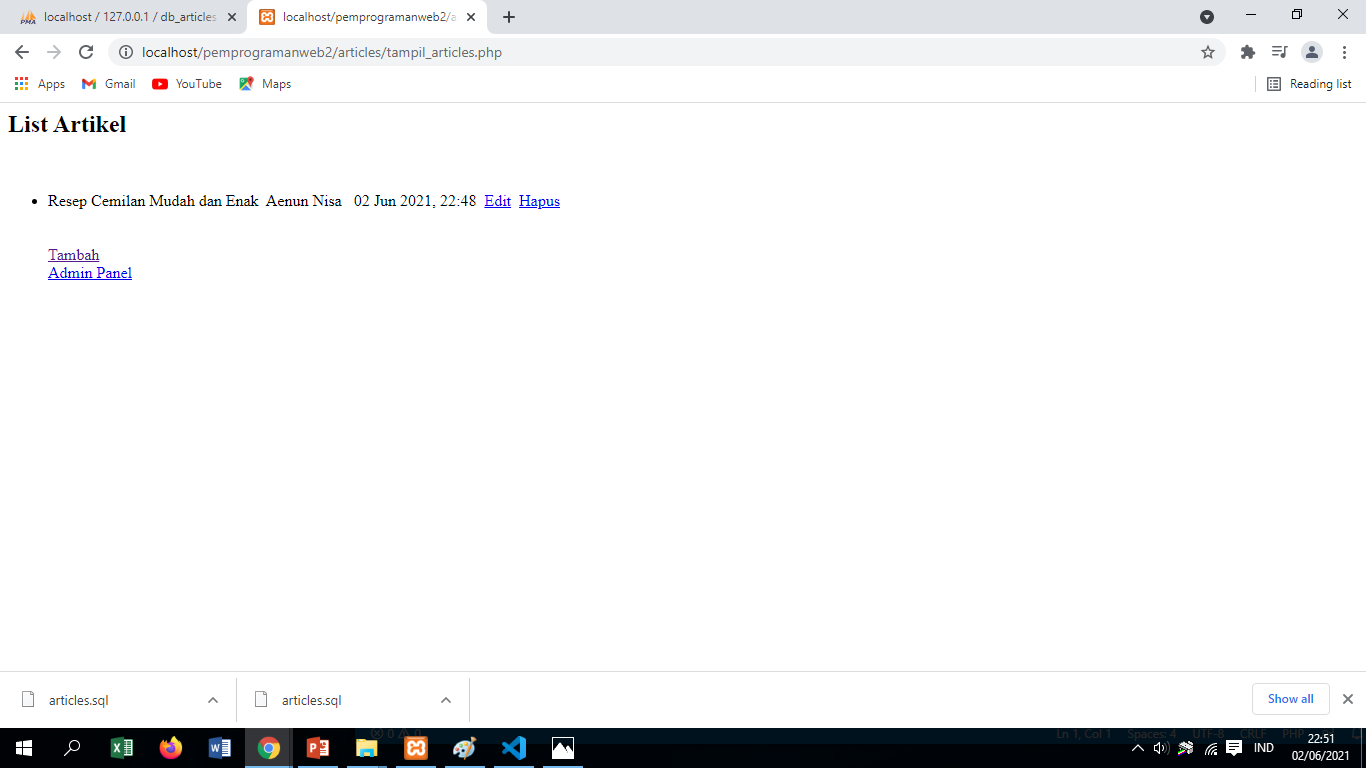 localhost / 127.0.0.1 / db_articles
localhost/pemprogramanweb2/a
localhost/pemprogramanweb2/articles/tampil_articles.php
Apps Gmail YouTube Maps Reading list
List Artikel
Resep Cemilan Mudah dan Enak Aenun Nisa 02 Jun 2021, 22:48 Edit Hapus
Tambah
Admin Panel
articles.sql articles.sql Show all
Ln 1, Col 1 Spaces: 4 UTF-8 CRLF PHP
IND
22:51
02/06/2021